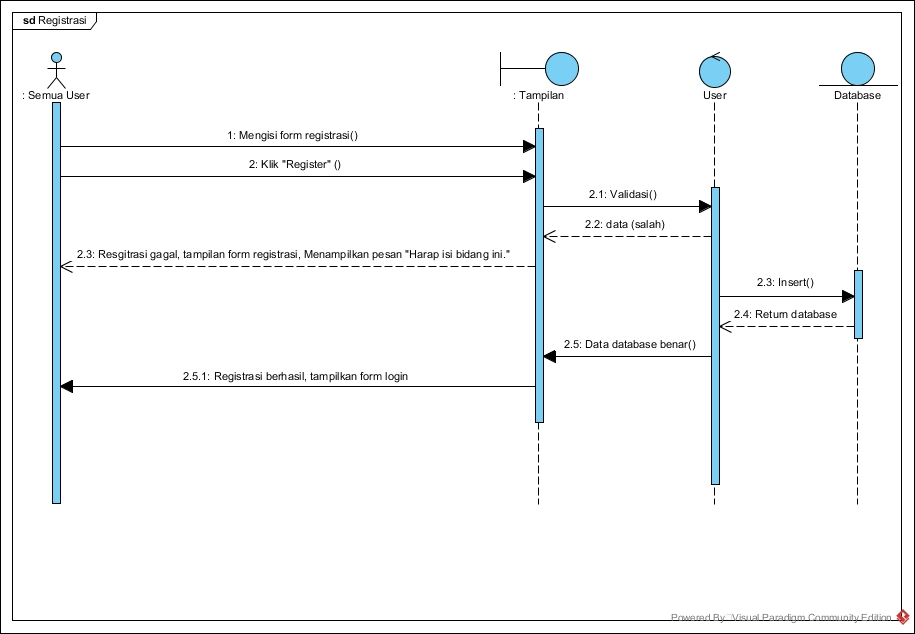 sd Registrasi
: Semua User
: Tampilan
User
Database
1: Mengisi form registrasi()
2: Klik "Register" ()
2.1: Validasi()
2.2: data (salah)
2.3: Resgitrasi gagal, tampilan form registrasi, Menampilkan pesan "Harap isi bidang ini."
2.3: Insert()
2.4: Return database
2.5: Data database benar()
2.5.1: Registrasi berhasil, tampilkan form login
Powered By Visual Paradigm Community Edition